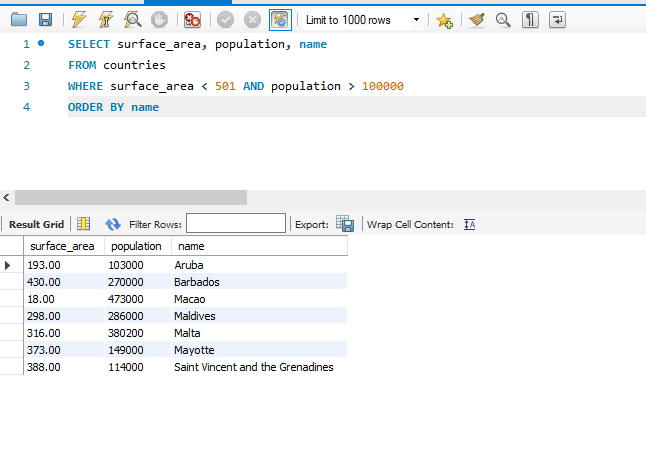 Limit to 1000 rows
1 SELECT surface_area, population, name
2 FROM countries
3 WHERE surface_area < 501 AND population > 100000
4 ORDER BY name
Result Grid Filter Rows: Export: Wrap Cell Content:
surface_area population name
193.00 103000 Aruba
430.00 270000 Barbados
18.00 473000 Macao
298.00 286000 Maldives
316.00 380200 Malta
373.00 149000 Mayotte
388.00 114000 Saint Vincent and the Grenadines